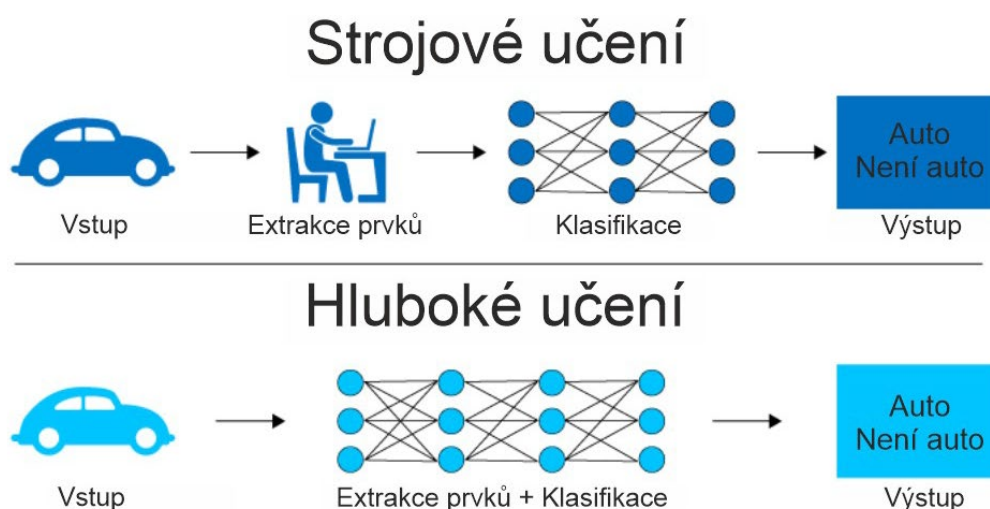 Strojové učení
Auto
Není auto
Vstup
Extrakce prvků
Klasifikace
Výstup
Hluboké učení
Auto
Není auto
Vstup
Extrakce prvků + Klasifikace
Výstup